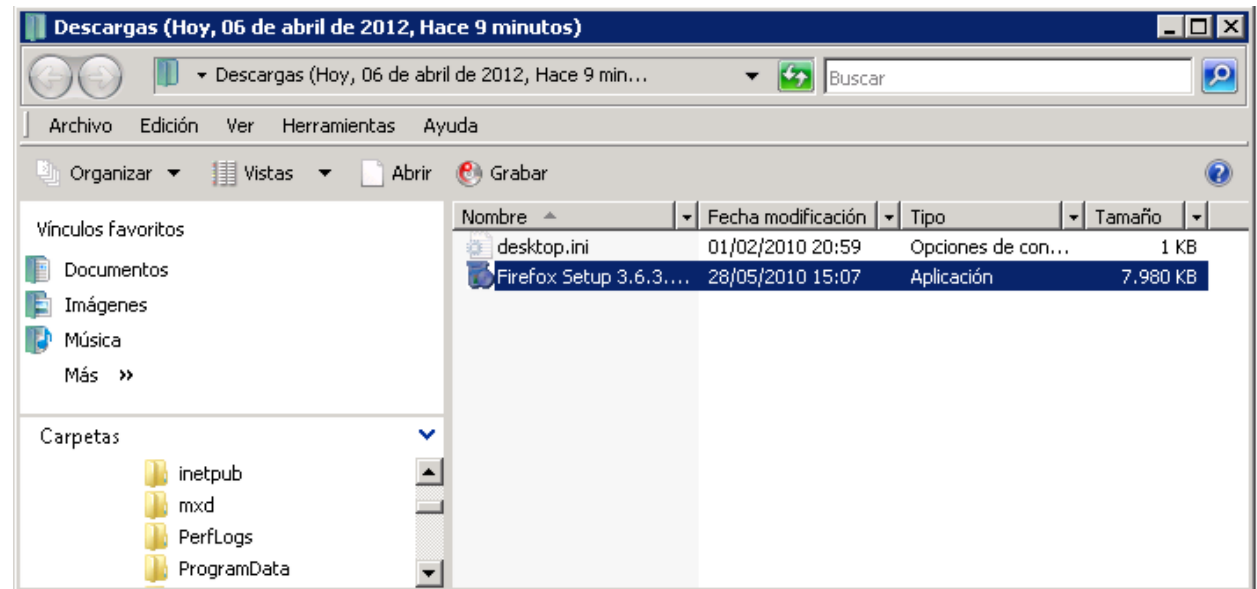 Descargas (Hoy, 06 de abril de 2012, Hace 9 minutos)
Descargas (Hoy, 06 de abril de 2012, Hace 9 min...
Buscar
Archivo Edición Ver Herramientas Ayuda
Organizar Vistas Abrir Grabar
Vínculos favoritos
Documentos
Imágenes
Música
Más »
Carpetas
inetpub
mxd
PerfLogs
ProgramData
Nombre Fecha modificación Tipo Tamaño
desktop.ini 01/02/2010 20:59 Opciones de con... 1 KB
Firefox Setup 3.6.3.... 28/05/2010 15:07 Aplicación 7.980 KB